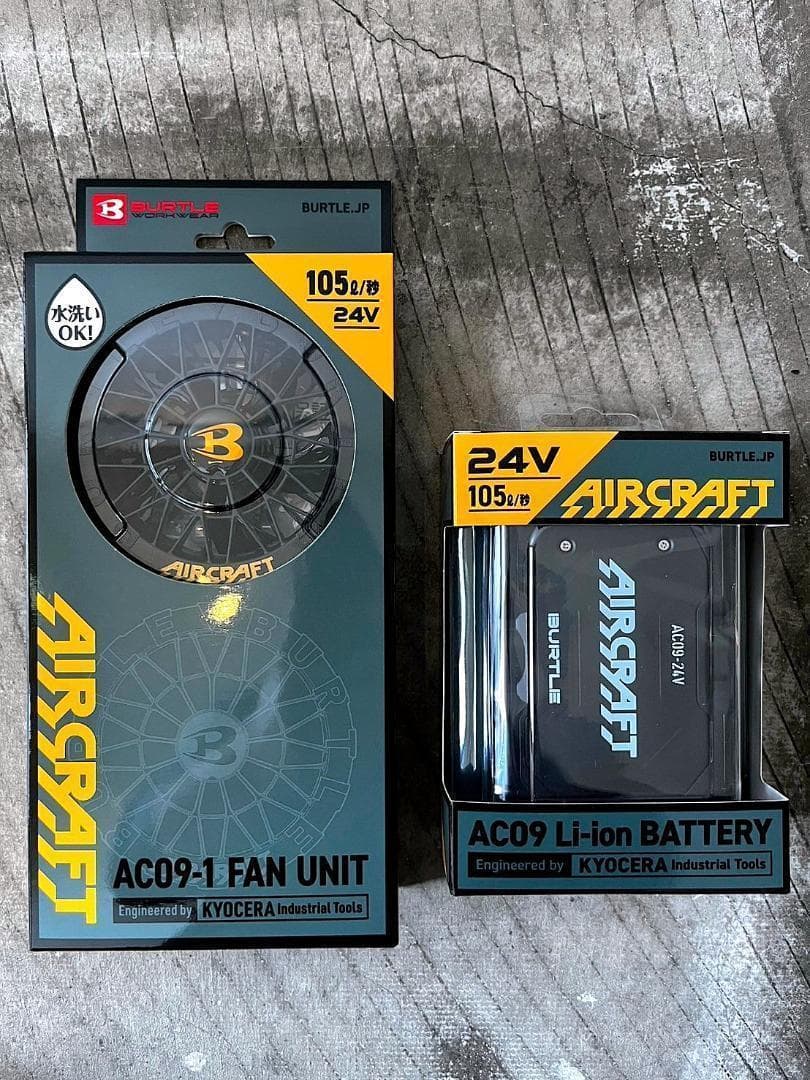 BURTLE
WORKWEAR
BURTLE.JP
水洗い
OK!
105ℓ/秒
24V
B
AIRCRAFT
AIRCRAFT
BURTLE
B
AC09-1 FAN UNIT
Engineered by KYOCERA Industrial Tools
24V
105ℓ/秒
BURTLE.JP
AIRCRAFT
AIRCRAFT
BURTLE
AC09-24V
AC09 Li-ion BATTERY
Engineered by KYOCERA Industrial Tools